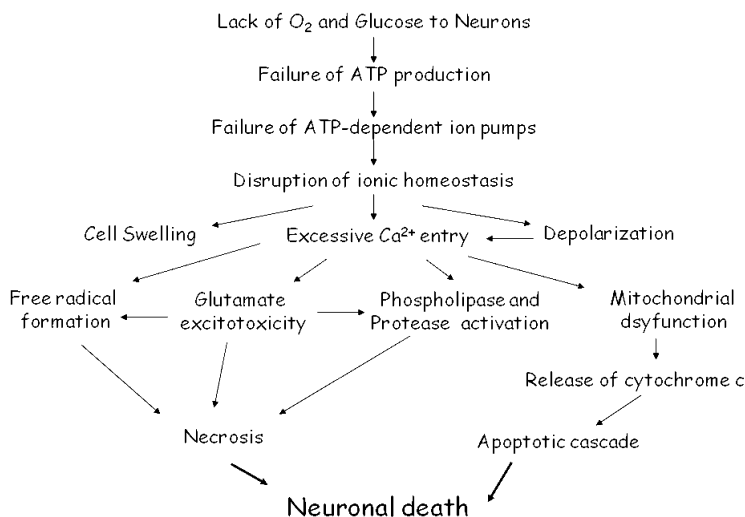 Lack of O₂ and Glucose to Neurons
Failure of ATP production
Failure of ATP-dependent ion pumps
Disruption of ionic homeostasis
Cell Swelling
Excessive Ca²⁺ entry
Depolarization
Free radical
formation
Glutamate
excitotoxicity
Phospholipase and
Protease activation
Mitochondrial
dsyfunction
Release of cytochrome c
Necrosis
Apoptotic cascade
Neuronal death